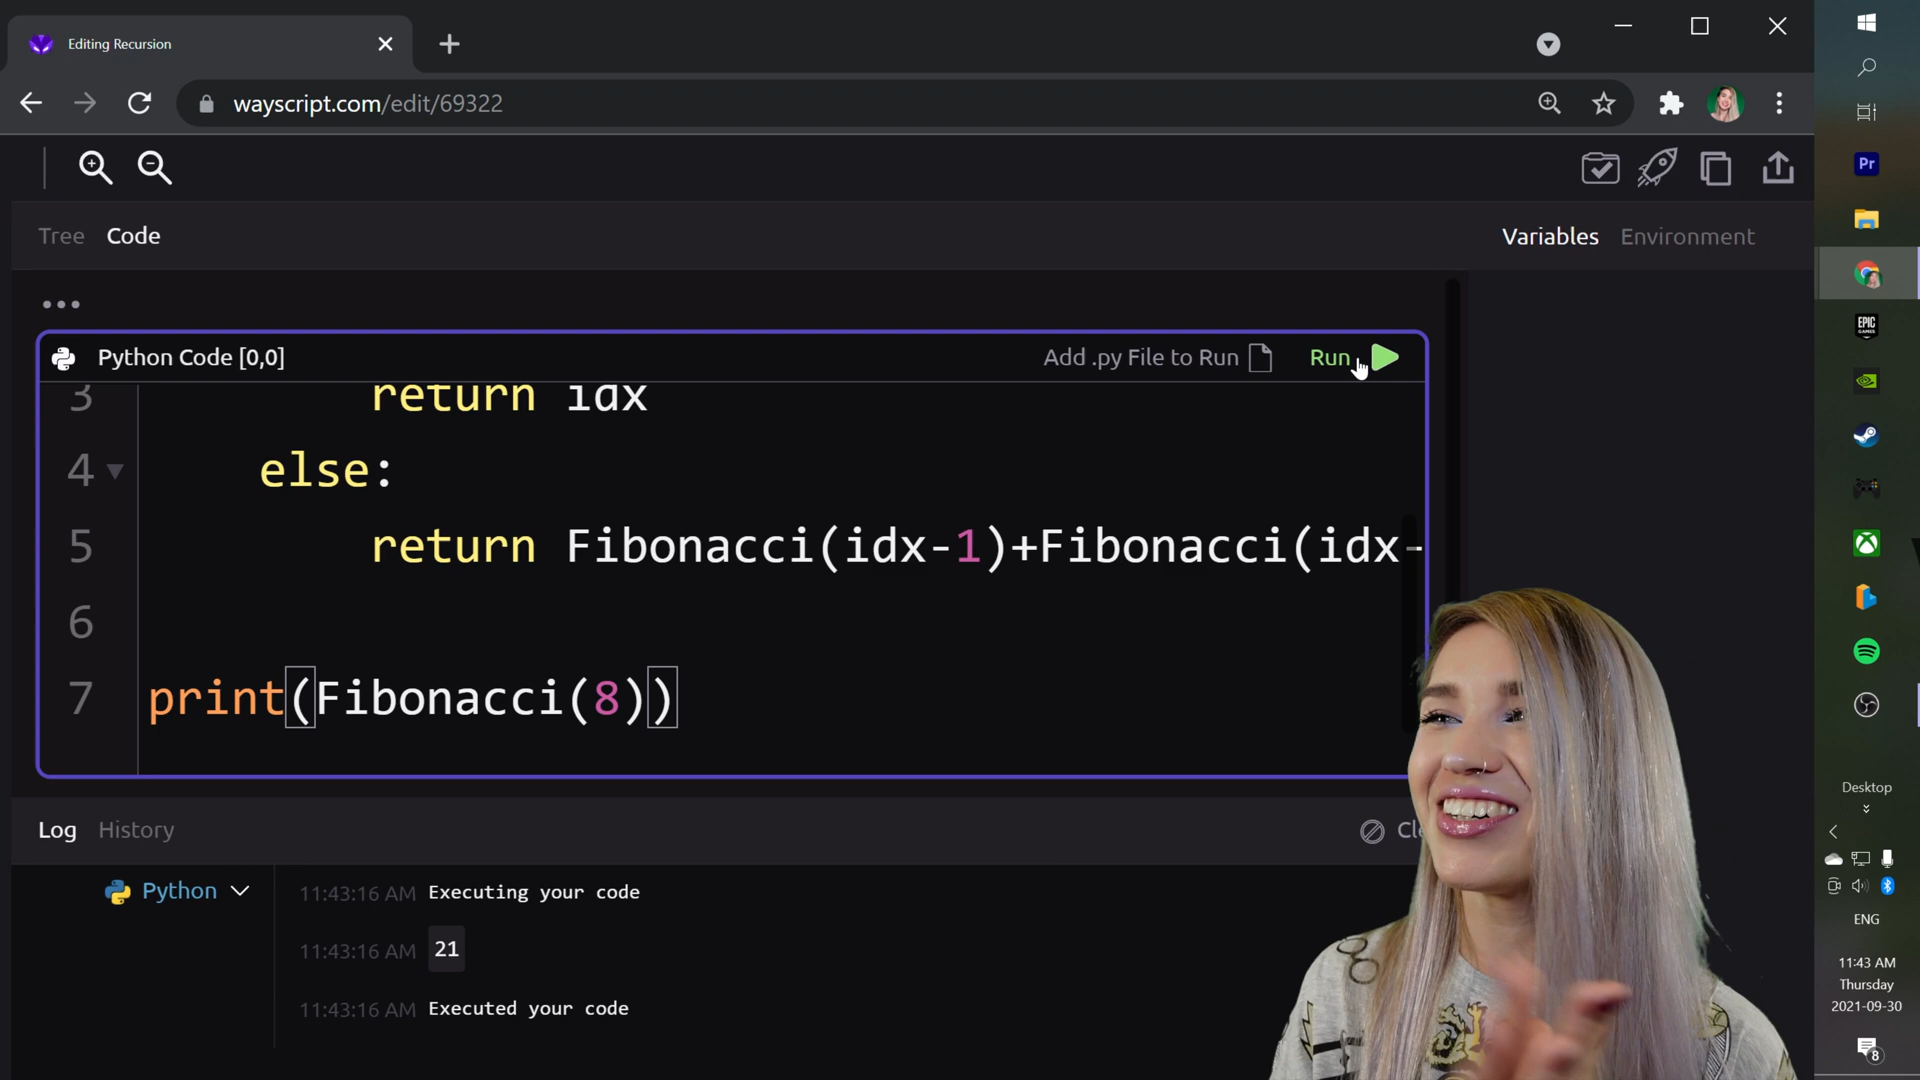 Editing Recursion
wayscript.com/edit/69322
Tree Code
Variables Environment
Python Code [0,0]
Add .py File to Run
Run
3 return idx
4 else:
5 return Fibonacci(idx-1)+Fibonacci(idx-
6
7 print(Fibonacci(8))
Log History
Cle
Python
11:43:16 AM Executing your code
11:43:16 AM 21
11:43:16 AM Executed your code
Pr
EPIC
GAMES
Desktop
ENG
11:43 AM
Thursday
2021-09-30
8